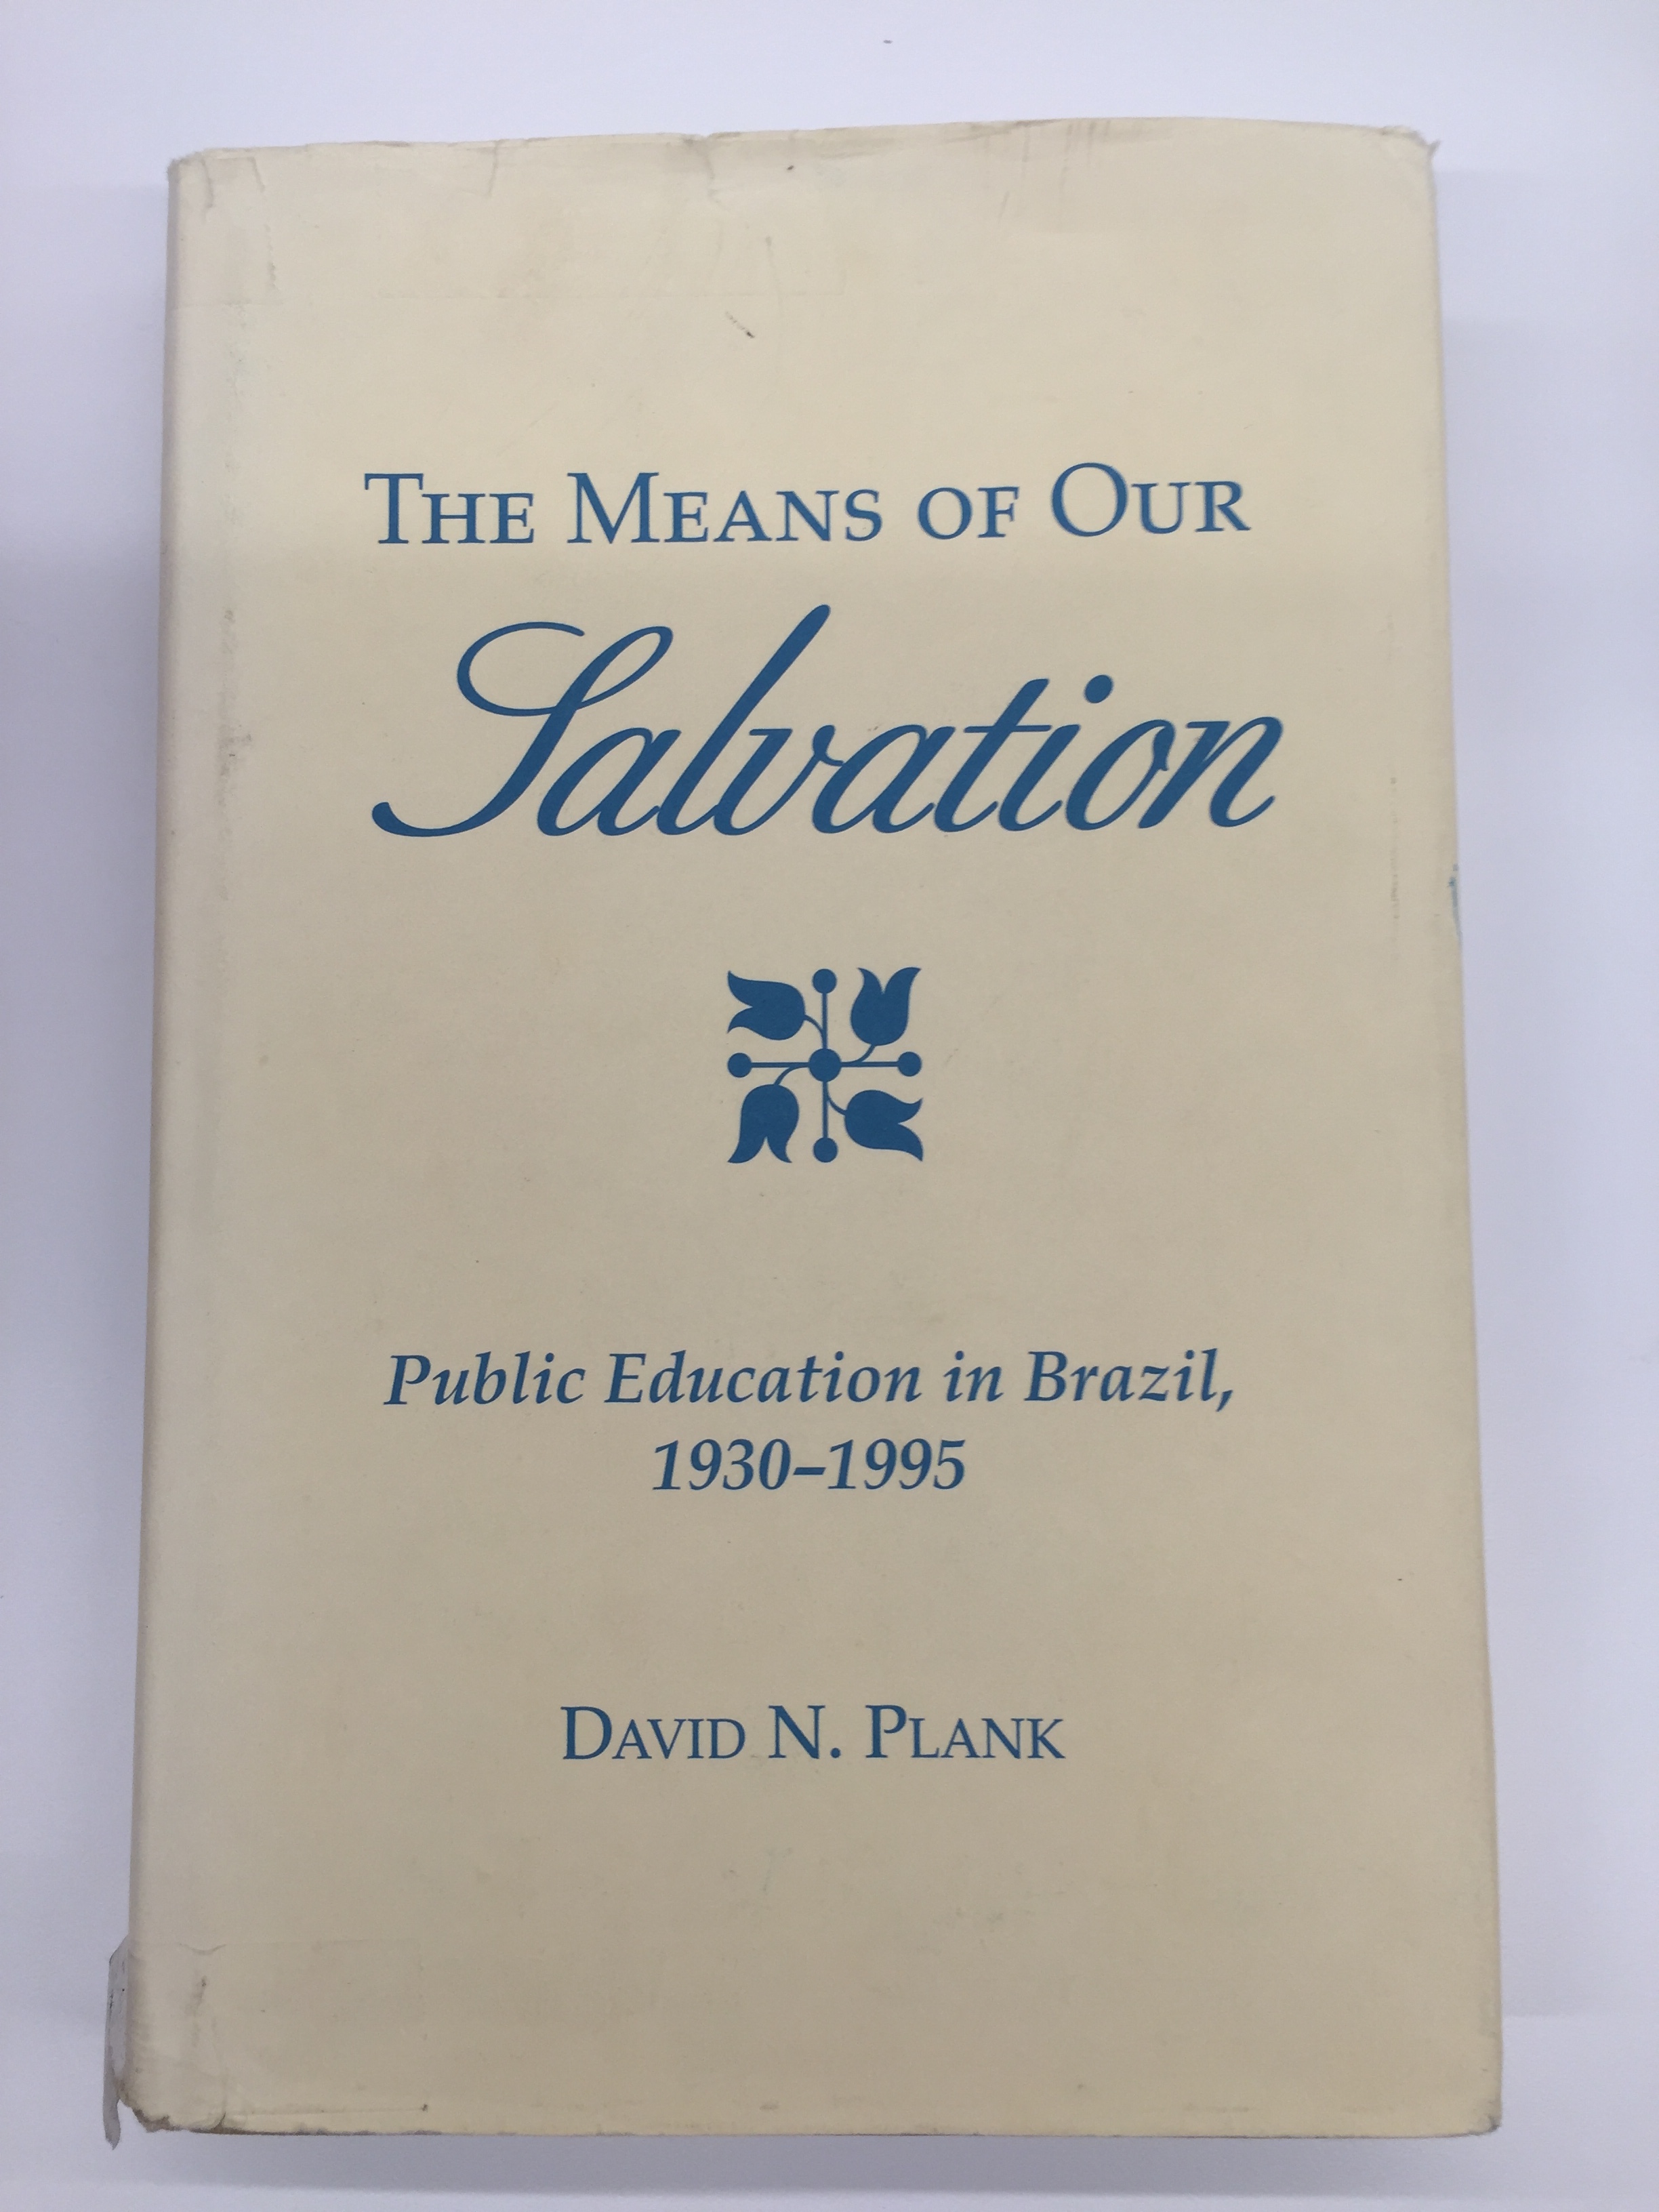 THE MEANS OF OUR
Salvation
Public Education in Brazil,
1930–1995
DAVID N. PLANK